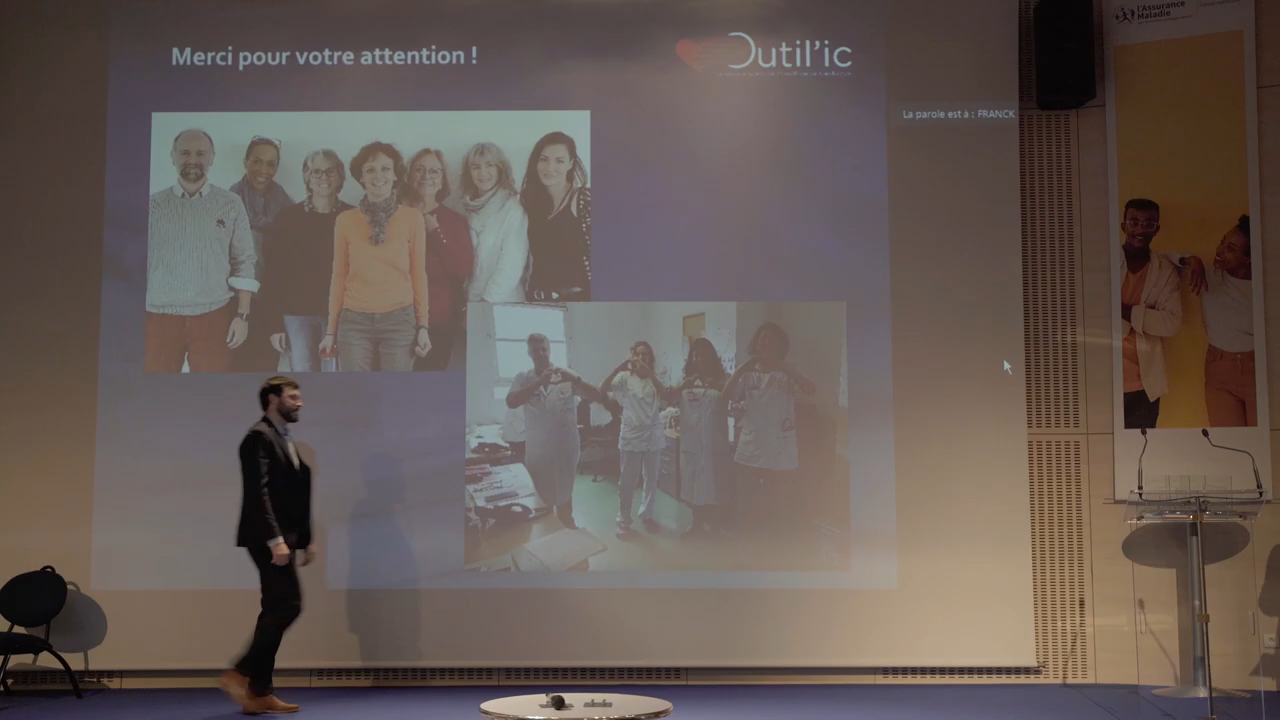 Merci pour votre attention !
Outil'ic
La parole est à : FRANCK
l'Assurance
Maladie